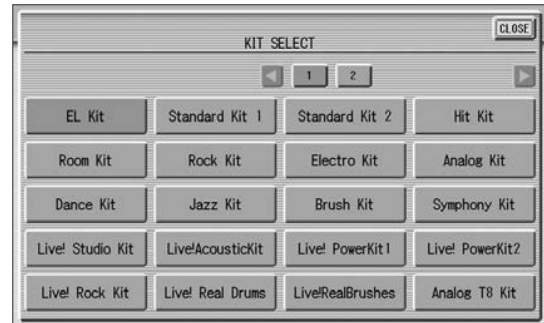 CLOSE
KIT SELECT
1 2
EL Kit Standard Kit 1 Standard Kit 2 Hit Kit
Room Kit Rock Kit Electro Kit Analog Kit
Dance Kit Jazz Kit Brush Kit Symphony Kit
Live! Studio Kit Live!AcousticKit Live! PowerKit1 Live! PowerKit2
Live! Rock Kit Live! Real Drums Live!RealBrushes Analog T8 Kit